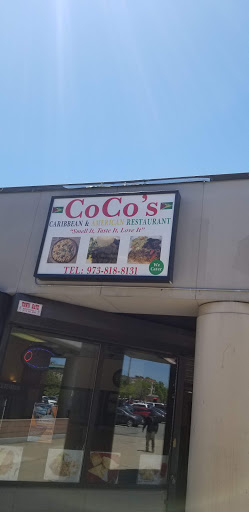 CoCo's
CARIBBEAN & AMERICAN RESTAURANT
"Smell It, Taste It, Love It"
We
Cater
TEL: 973-818-8131